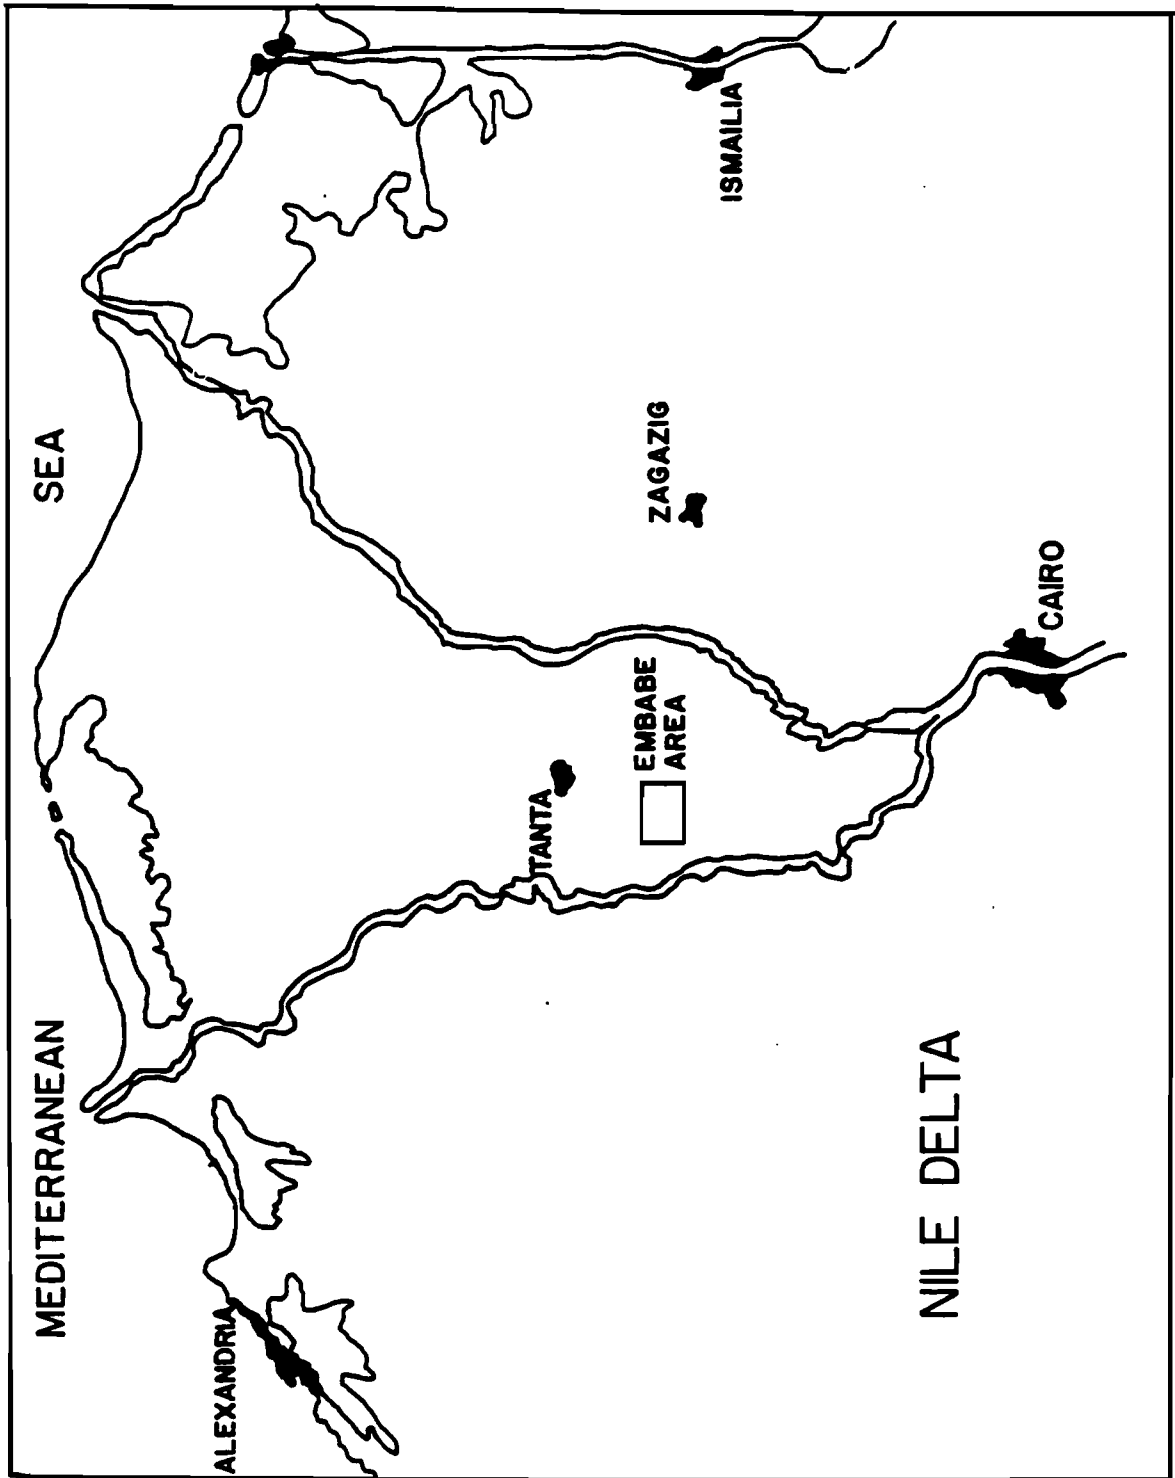 MEDITERRANEAN SEA
ALEXANDRIA
TANTA
EMBABE
AREA
ZAGAZIG
ISMAILIA
CAIRO
NILE DELTA